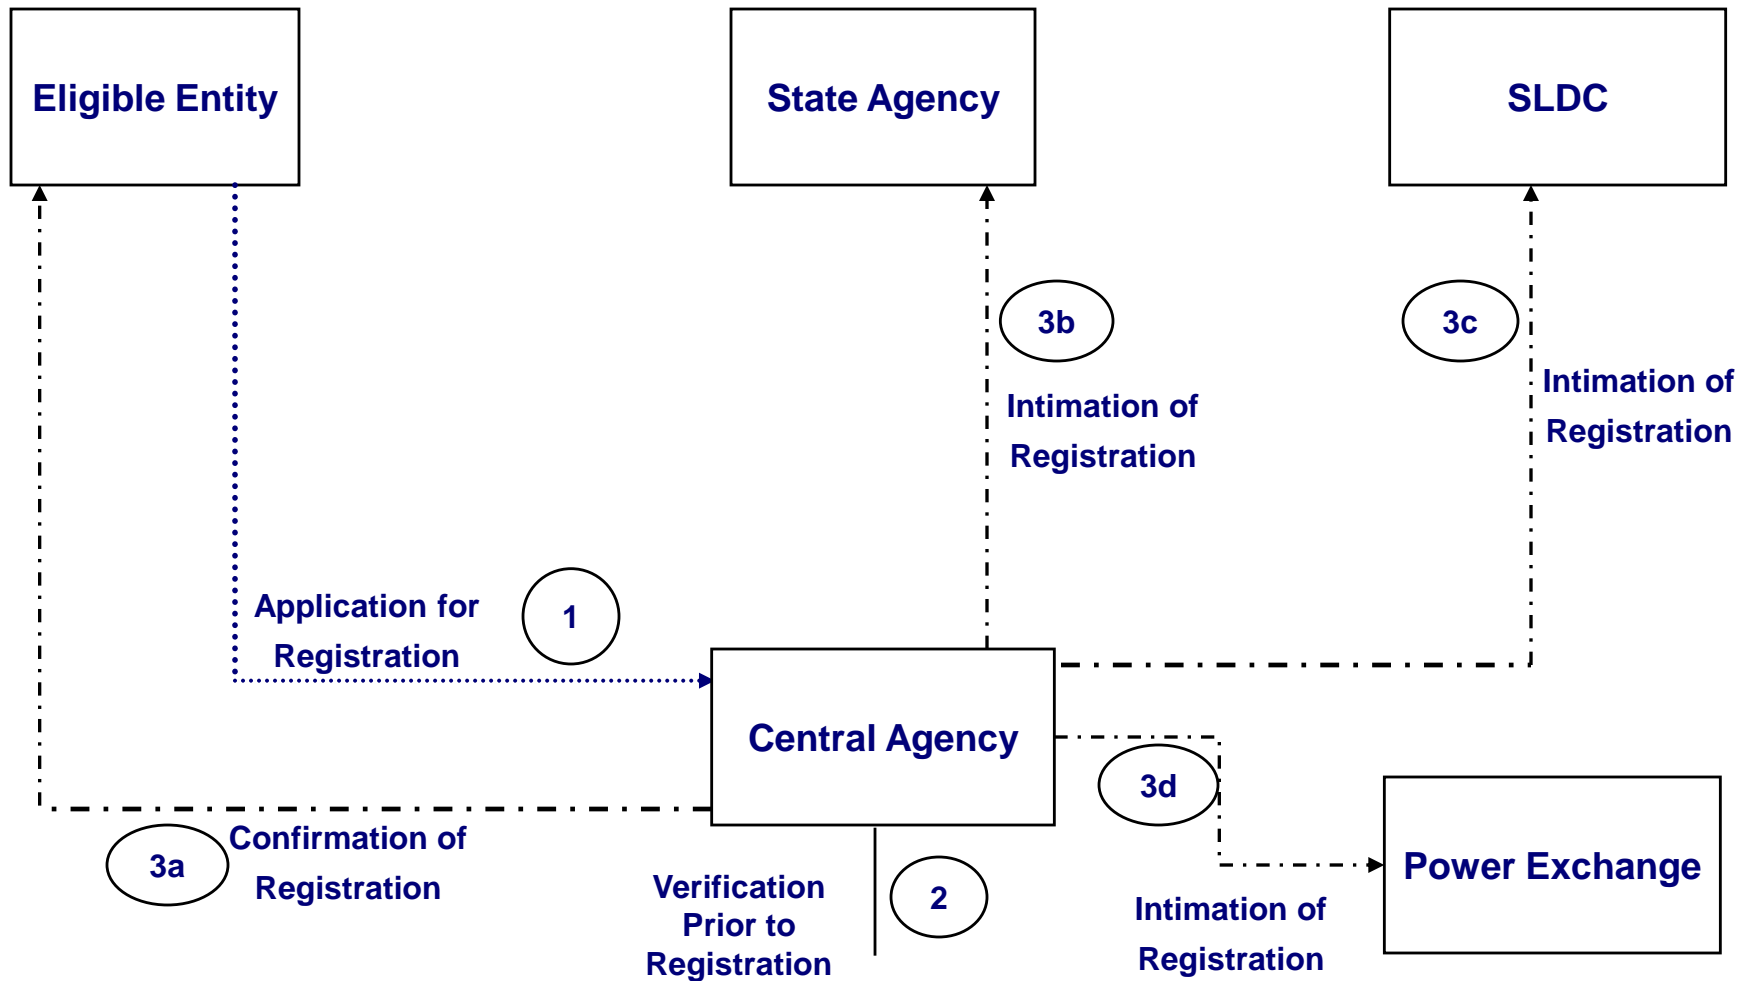 Eligible Entity
State Agency
SLDC
3b
3c
Intimation of
Registration
Intimation of
Registration
Application for
Registration
1
Central Agency
3d
Confirmation of
Registration
3a
Verification
Prior to
Registration
2
Power Exchange
Intimation of
Registration